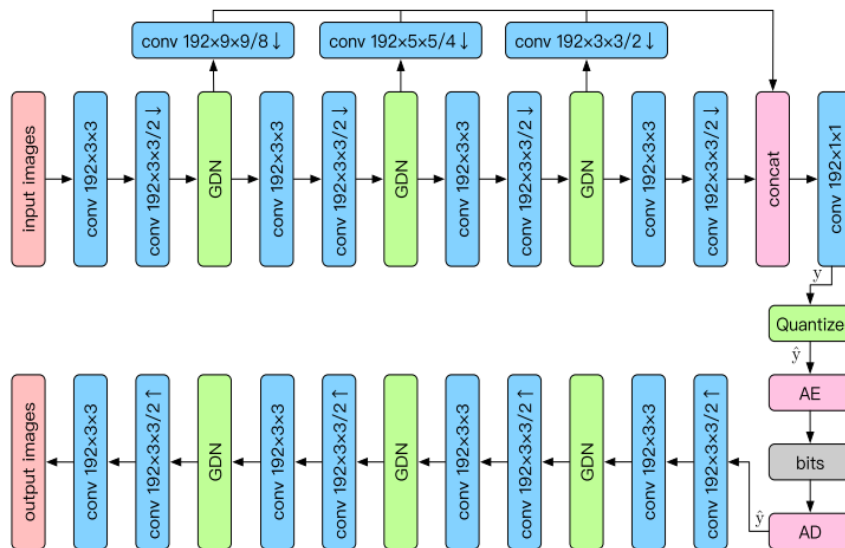 conv 192×9×9/8↓
conv 192×5×5/4↓
conv 192×3×3/2↓
input images
conv 192×3×3
conv 192×3×3/2↓
GDN
conv 192×3×3
conv 192×3×3/2↓
GDN
conv 192×3×3
conv 192×3×3/2↓
GDN
conv 192×3×3
conv 192×3×3/2↓
concat
conv 192×1×1
y
Quantize
ŷ
AE
bits
AD
ŷ
output images
conv 192×3×3
conv 192×3×3/2↑
GDN
conv 192×3×3
conv 192×3×3/2↑
GDN
conv 192×3×3
conv 192×3×3/2↑
GDN
conv 192×3×3
conv 192×3×3/2↑